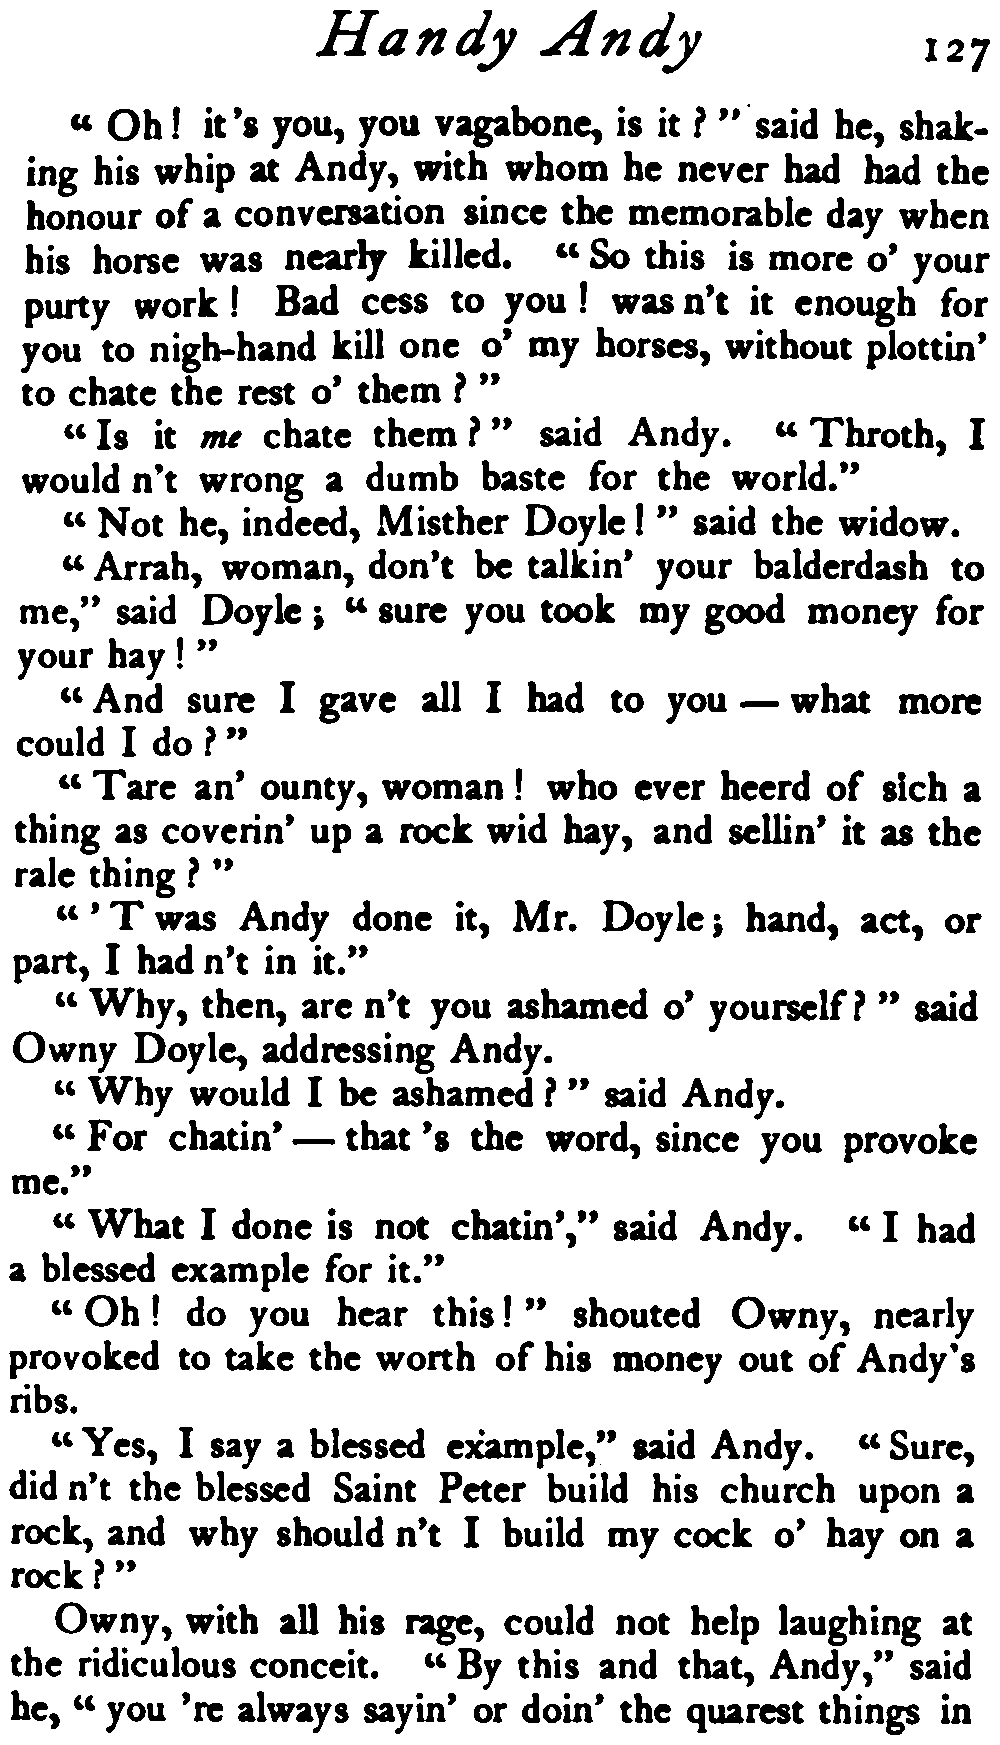 Handy Andy 127
“ Oh! it 's you, you vagabone, is it ? ” said he, shak-
ing his whip at Andy, with whom he never had had the
honour of a conversation since the memorable day when
his horse was nearly killed. “ So this is more o' your
purty work ! Bad cess to you ! was n't it enough for
you to nigh-hand kill one o' my horses, without plottin'
to chate the rest o' them ? ”
“ Is it me chate them ? ” said Andy. “ Throth, I
would n't wrong a dumb baste for the world.”
“ Not he, indeed, Misther Doyle ! ” said the widow.
“ Arrah, woman, don't be talkin' your balderdash to
me,” said Doyle ; “ sure you took my good money for
your hay ! ”
“ And sure I gave all I had to you — what more
could I do ? ”
“ Tare an' ounty, woman ! who ever heerd of sich a
thing as coverin' up a rock wid hay, and sellin' it as the
rale thing ? ”
“ 'T was Andy done it, Mr. Doyle ; hand, act, or
part, I had n't in it.”
“ Why, then, are n't you ashamed o' yourself ? ” said
Owny Doyle, addressing Andy.
“ Why would I be ashamed ? ” said Andy.
“ For chatin' — that 's the word, since you provoke
me.”
“ What I done is not chatin',” said Andy. “ I had
a blessed example for it.”
“ Oh ! do you hear this ! ” shouted Owny, nearly
provoked to take the worth of his money out of Andy's
ribs.
“ Yes, I say a blessed example,” said Andy. “ Sure,
did n't the blessed Saint Peter build his church upon a
rock, and why should n't I build my cock o' hay on a
rock ? ”
Owny, with all his rage, could not help laughing at
the ridiculous conceit. “ By this and that, Andy,” said
he, “ you 're always sayin' or doin' the quarest things in